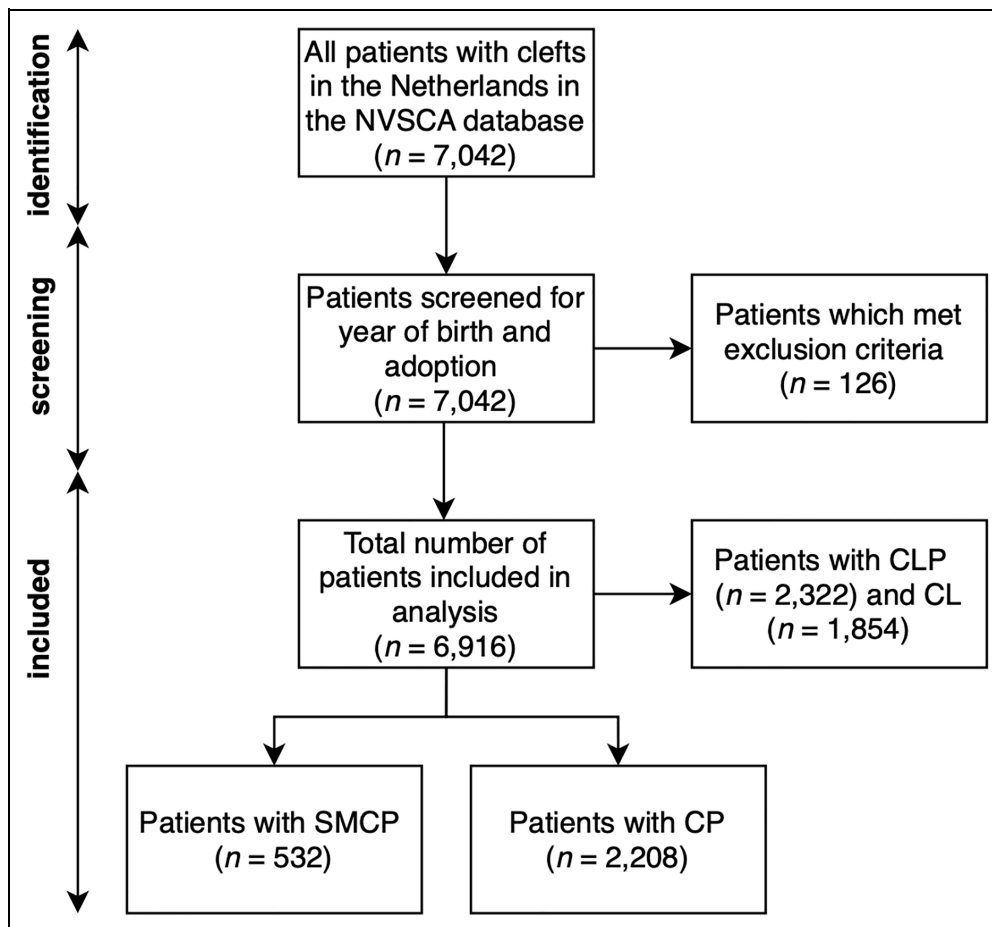 identification
All patients with clefts
in the Netherlands in
the NVSCA database
(n = 7,042)
screening
Patients screened for
year of birth and
adoption
(n = 7,042)
Patients which met
exclusion criteria
(n = 126)
included
Total number of
patients included in
analysis
(n = 6,916)
Patients with CLP
(n = 2,322) and CL
(n = 1,854)
Patients with SMCP
(n = 532)
Patients with CP
(n = 2,208)